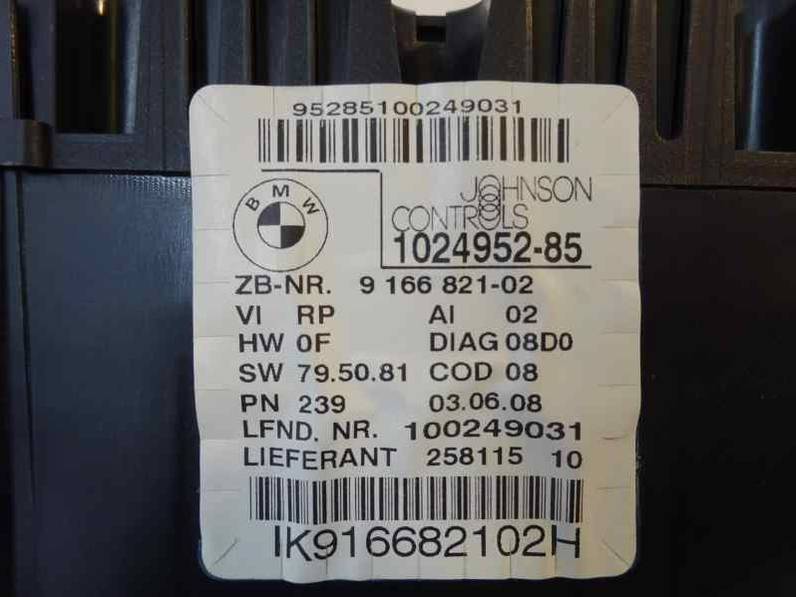 95285100249031
BMW
JOHNSON
CONTROLS
1024952-85
ZB-NR. 9 166 821-02
VI RP AI 02
HW 0F DIAG 08D0
SW 79.50.81 COD 08
PN 239 03.06.08
LFND. NR. 100249031
LIEFERANT 258115 10
IK916682102H